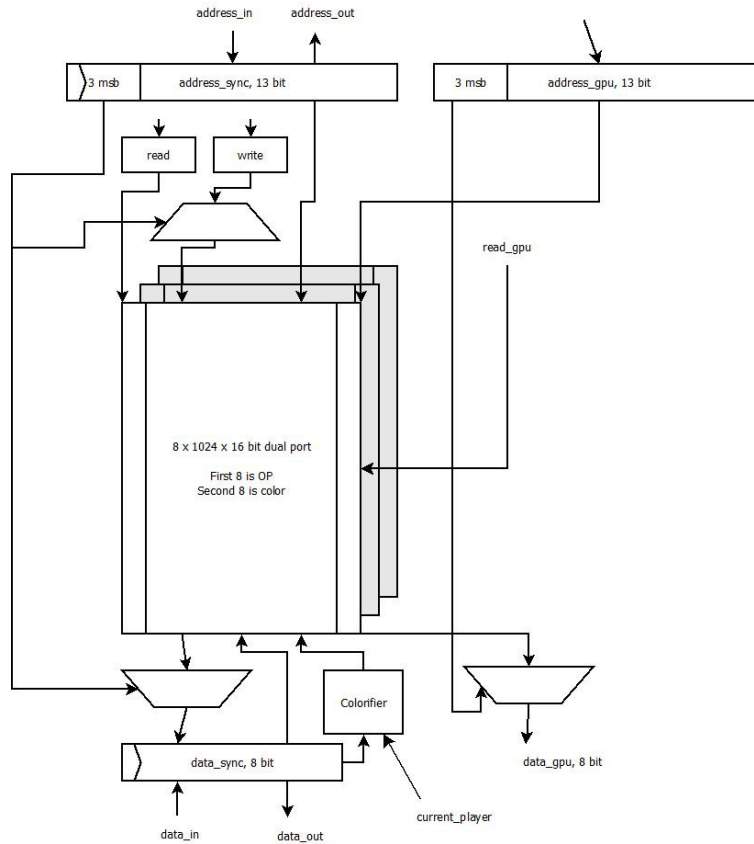 address_in
address_out
3 msb
address_sync, 13 bit
3 msb
address_gpu, 13 bit
read
write
read_gpu
8 x 1024 x 16 bit dual port
First 8 is OP
Second 8 is color
Colorifier
data_sync, 8 bit
data_gpu, 8 bit
current_player
data_in
data_out